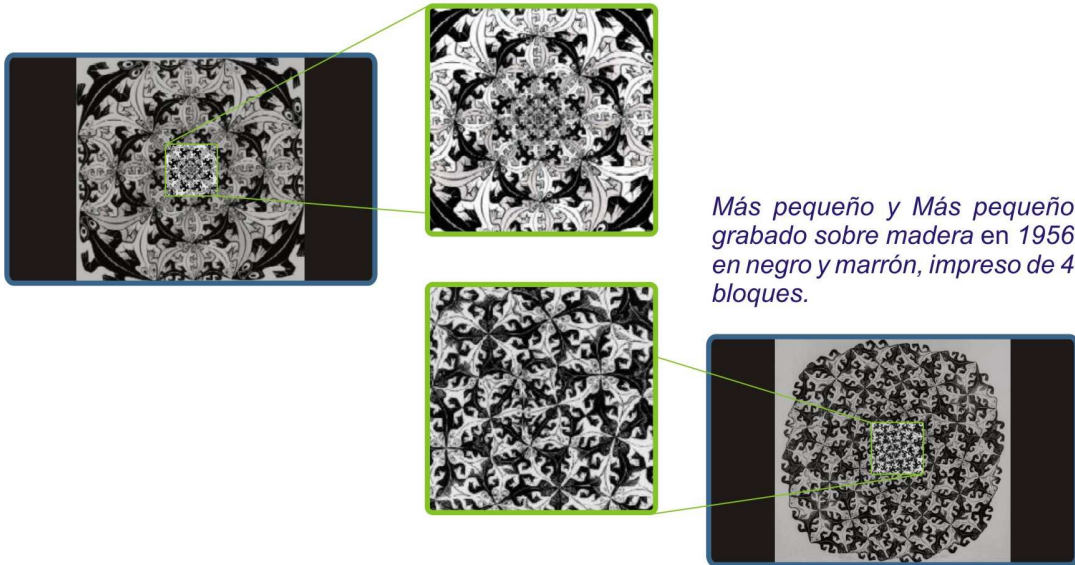 Más pequeño y Más pequeño
grabado sobre madera en 1956
en negro y marrón, impreso de 4
bloques.